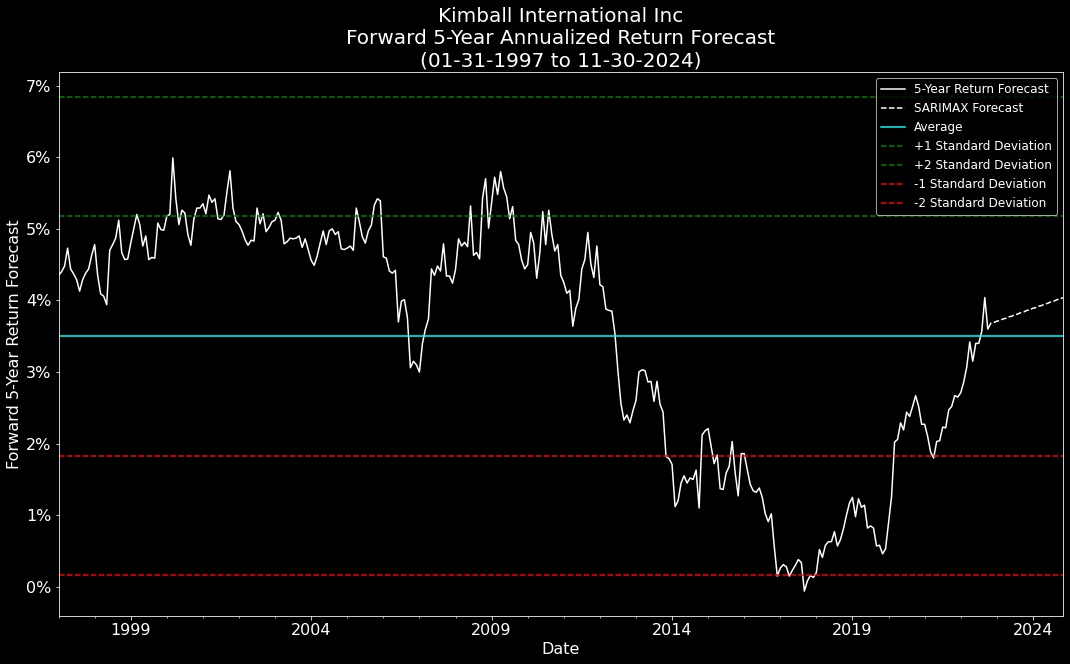 Kimball International Inc
Forward 5-Year Annualized Return Forecast
(01-31-1997 to 11-30-2024)
5-Year Return Forecast
SARIMAX Forecast
Average
+1 Standard Deviation
+2 Standard Deviation
-1 Standard Deviation
-2 Standard Deviation
Forward 5-Year Return Forecast
7%
6%
5%
4%
3%
2%
1%
0%
1999
2004
2009
2014
2019
2024
Date